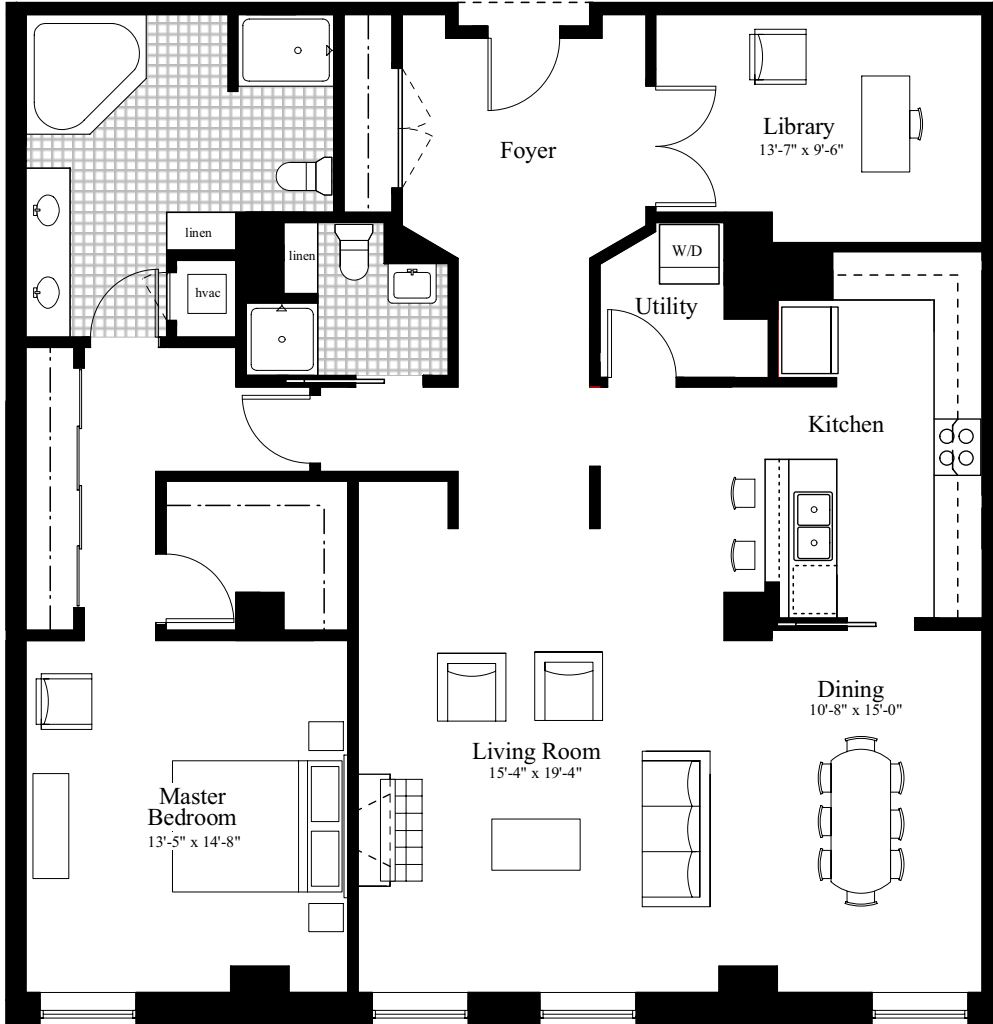 Foyer
Library
13'-7" x 9'-6"
linen
linen
W/D
hvac
Utility
Kitchen
Dining
10'-8" x 15'-0"
Living Room
15'-4" x 19'-4"
Master
Bedroom
13'-5" x 14'-8"